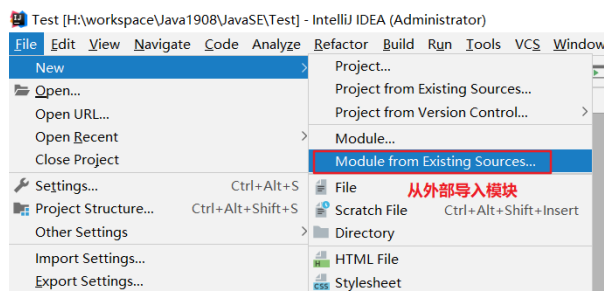 Test [H:\workspace\Java1908\JavaSE\Test] - IntelliJ IDEA (Administrator)
File Edit View Navigate Code Analyze Refactor Build Run Tools VCS Window
New
Open...
Open URL...
Open Recent
Close Project
Settings... Ctrl+Alt+S
Project Structure... Ctrl+Alt+Shift+S
Other Settings
Import Settings...
Export Settings...
Project...
Project from Existing Sources...
Project from Version Control...
Module...
Module from Existing Sources...
File
从外部导入模块
Scratch File Ctrl+Alt+Shift+Insert
Directory
HTML File
Stylesheet